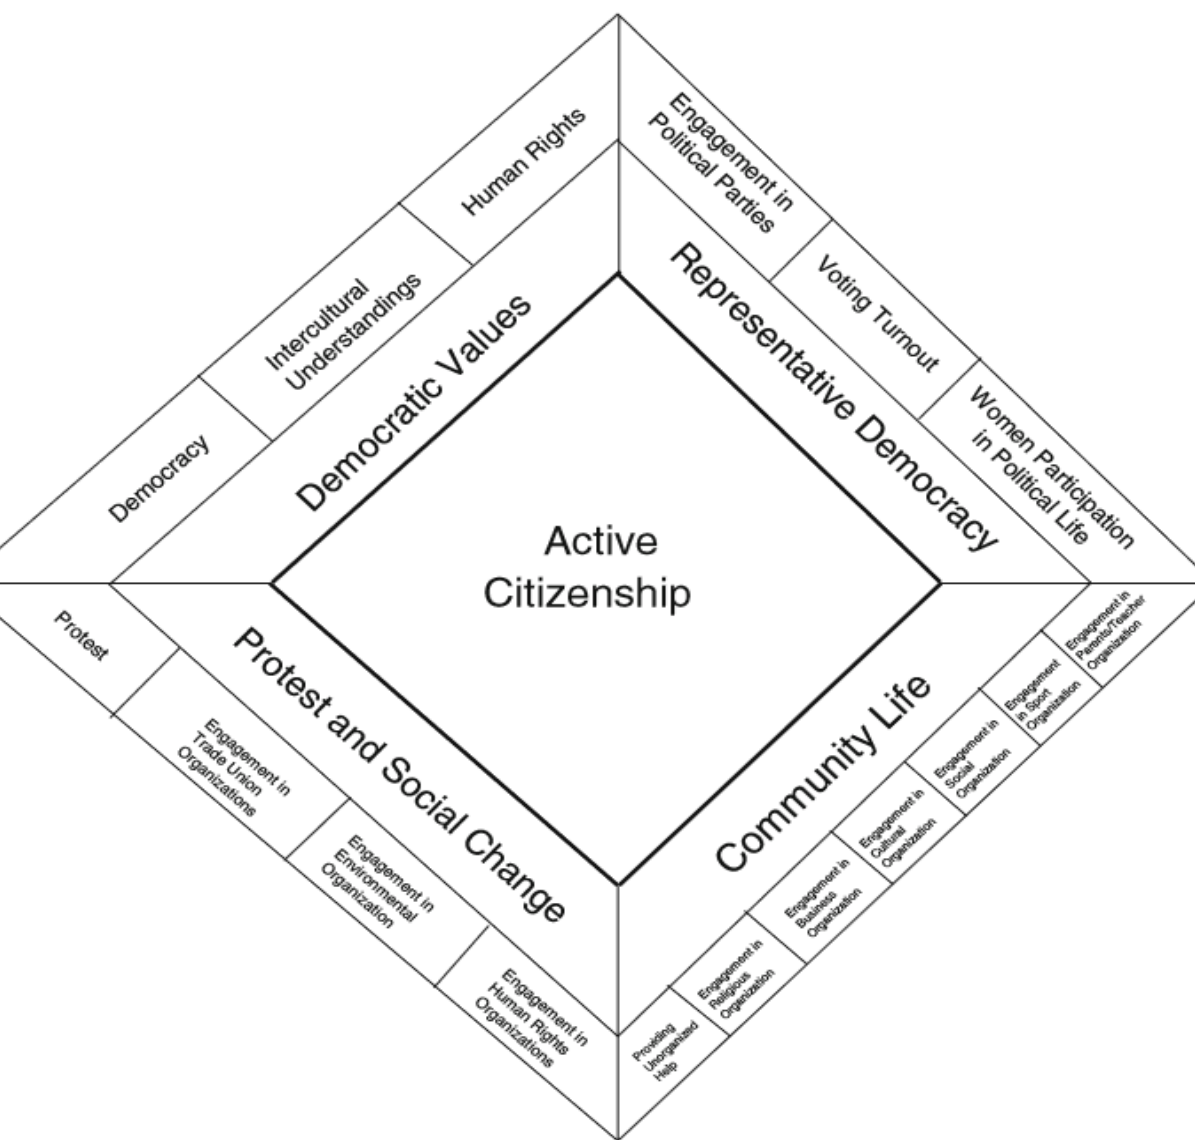 Human Rights
Intercultural
Understandings
Democracy
Democratic Values
Engagement in
Political Parties
Voting Turnout
Women Participation
in Political Life
Representative Democracy
Active
Citizenship
Protest
Engagement in
Trade Union
Organizations
Engagement in
Environmental
Organization
Engagement in
Human Rights
Organizations
Protest and Social Change
Community Life
Engagement in
Parents/Teacher
Organization
Engagement
in Sport
Organization
Engagement in
Social
Organization
Engagement in
Cultural
Organization
Engagement in
Business
Organization
Engagement in
Religious
Organization
Providing
Unorganized
Help